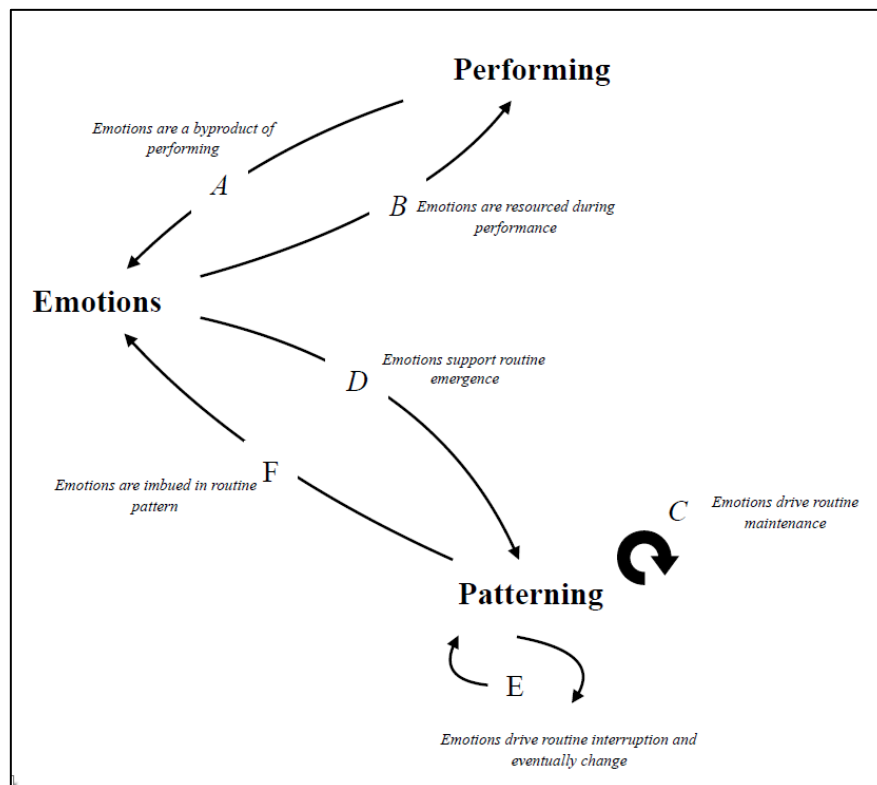 Performing
Emotions are a byproduct of
performing
A
B
Emotions are resourced during
performance
Emotions
D
Emotions support routine
emergence
F
Emotions are imbued in routine
pattern
C
Emotions drive routine
maintenance
Patterning
E
Emotions drive routine interruption and
eventually change